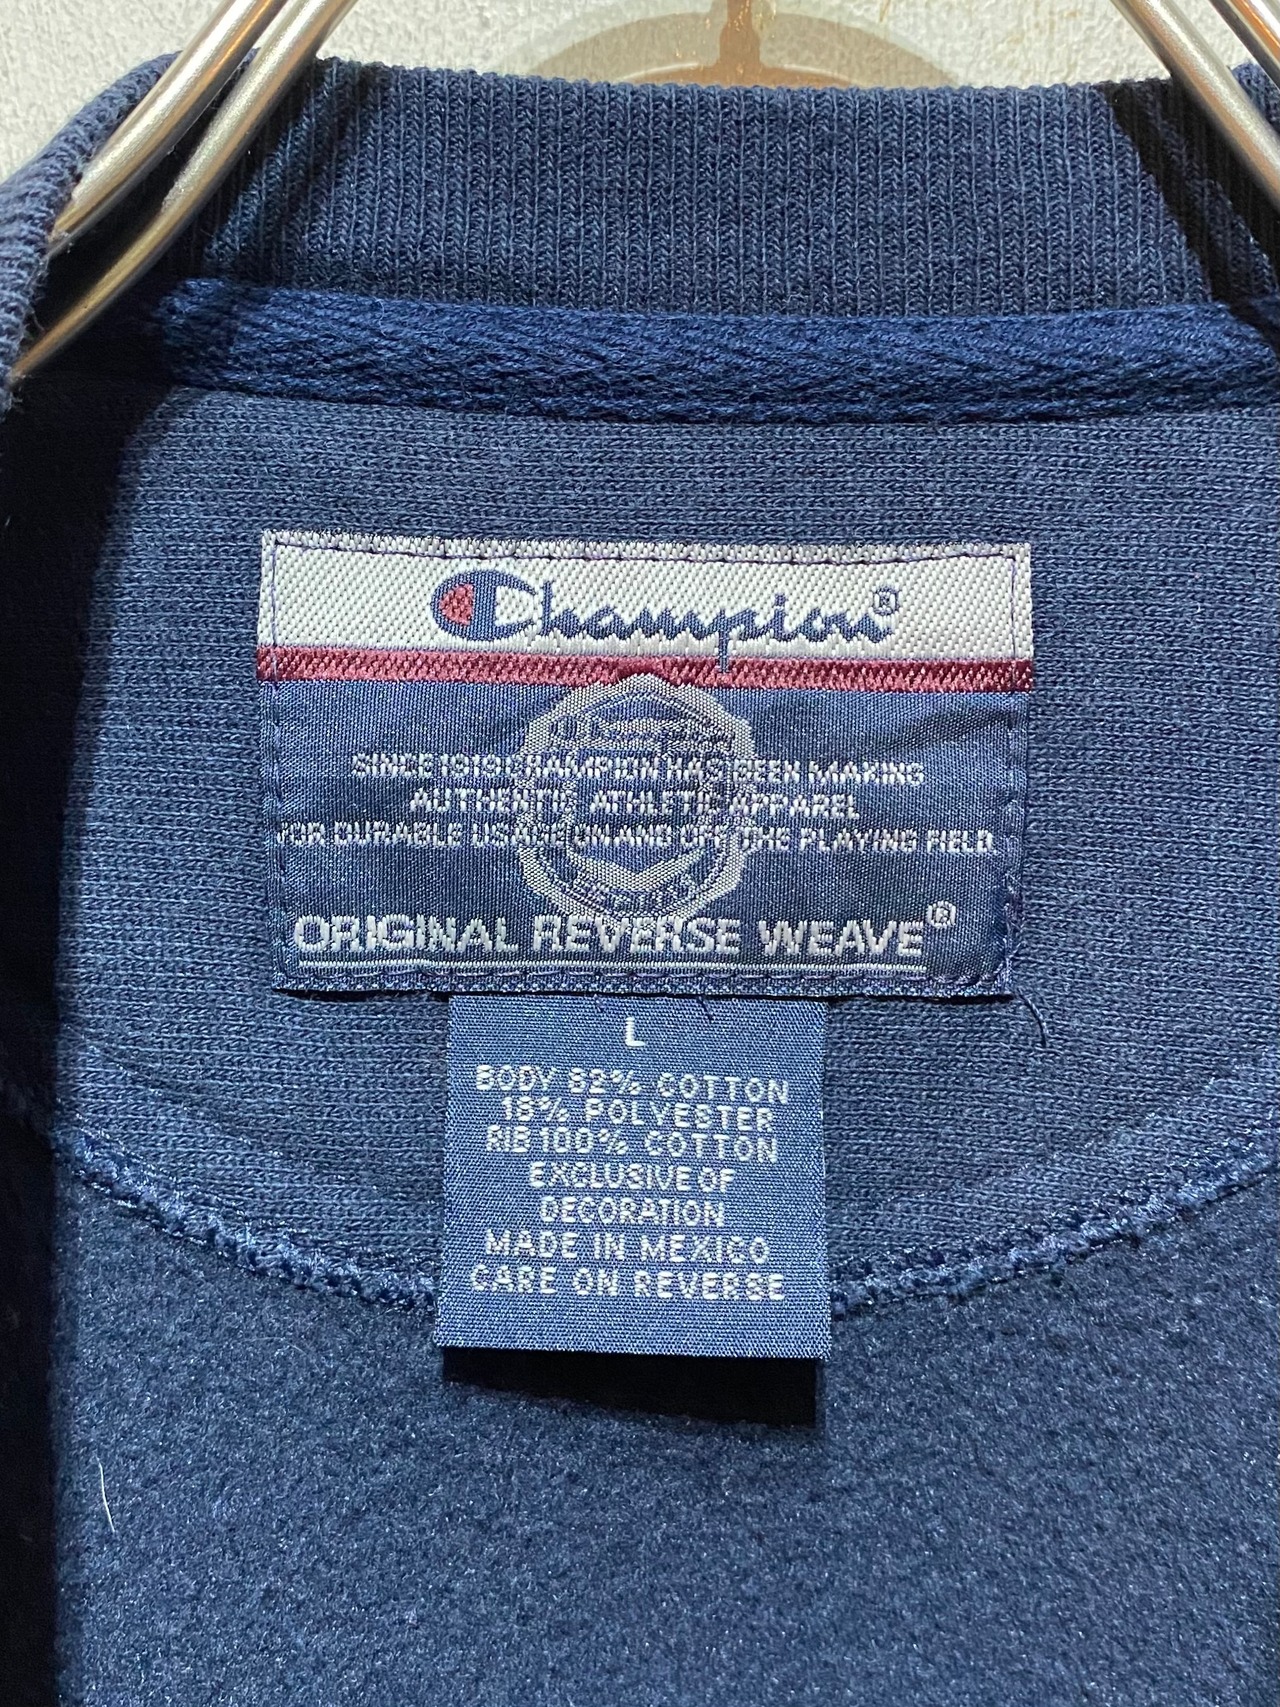 Champion®
SINCE 1919 CHAMPION HAS BEEN MAKING
AUTHENTIC ATHLETIC APPAREL
FOR DURABLE USAGE ON AND OFF THE PLAYING FIELD.
ORIGINAL REVERSE WEAVE®
L
BODY 82% COTTON
18% POLYESTER
RIB 100% COTTON
EXCLUSIVE OF
DECORATION
MADE IN MEXICO
CARE ON REVERSE